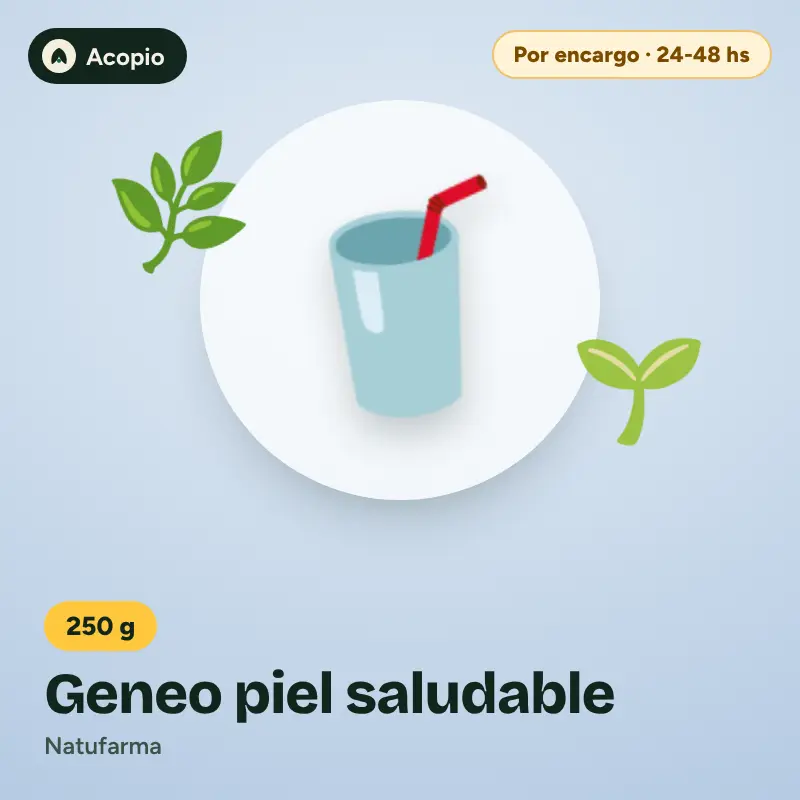 Acopio
Por encargo · 24-48 hs
250 g
Geneo piel saludable
Natufarma